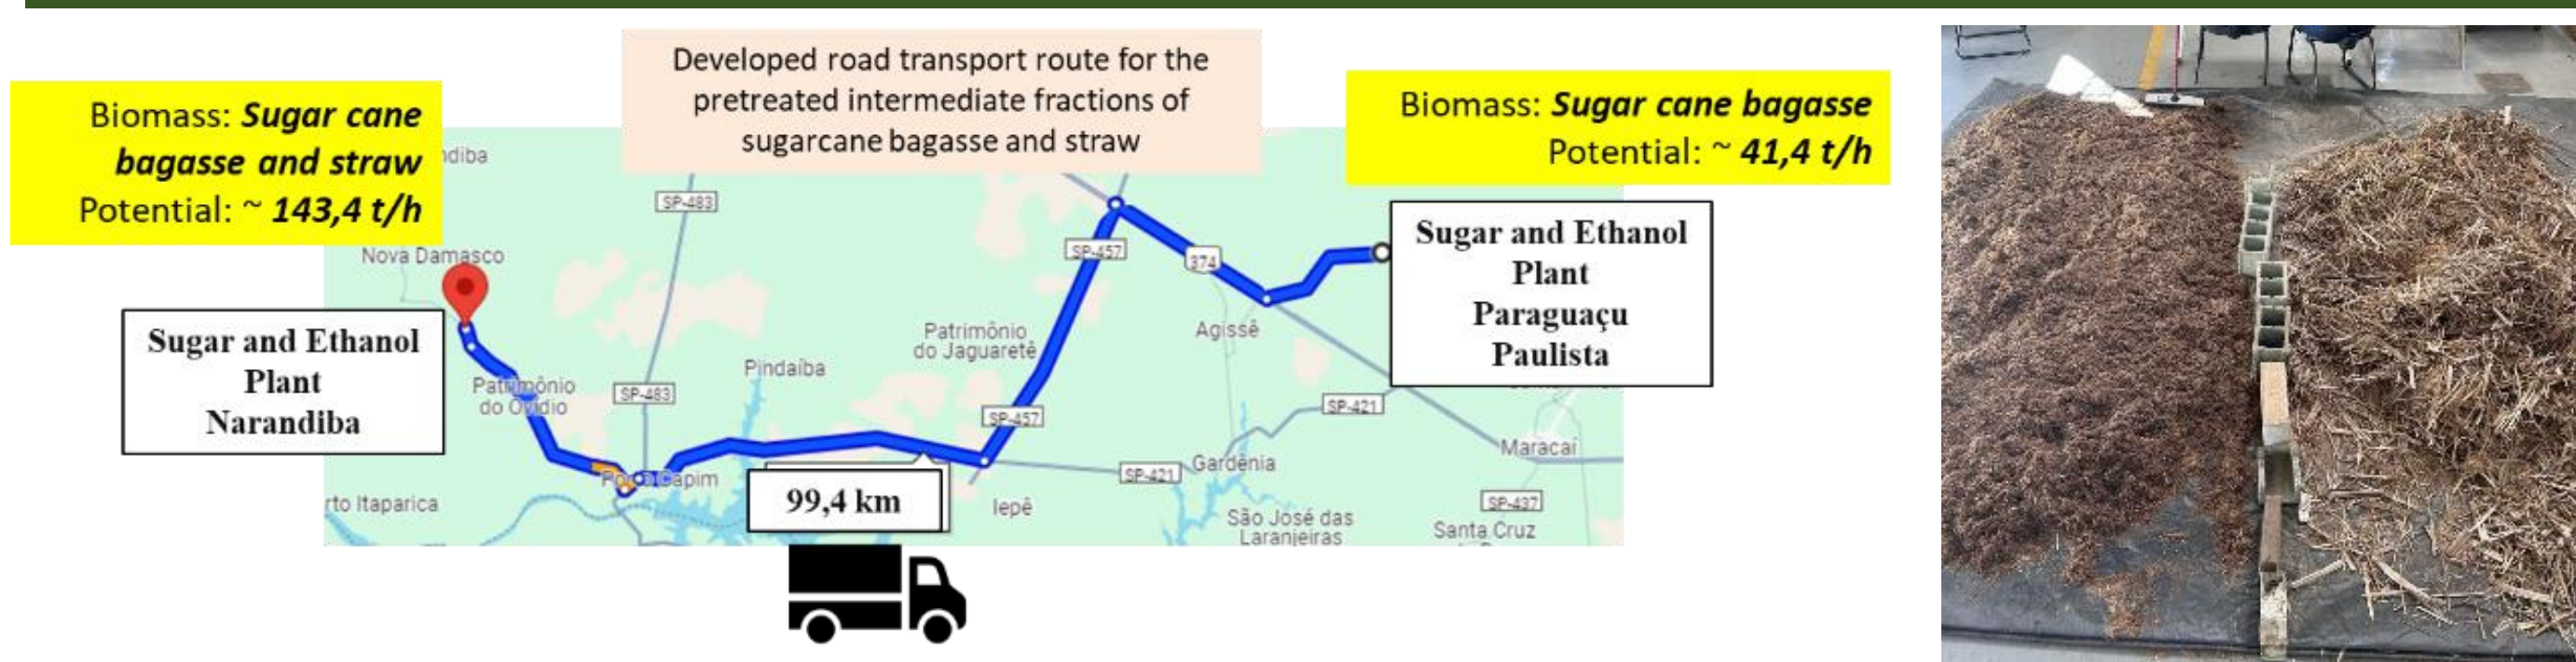 Developed road transport route for the
pretreated intermediate fractions of
sugarcane bagasse and straw
Biomass: Sugar cane
bagasse and straw
Potential: ~ 143,4 t/h
Biomass: Sugar cane bagasse
Potential: ~ 41,4 t/h
Sugar and Ethanol
Plant
Narandiba
Sugar and Ethanol
Plant
Paraguaçu
Paulista
ndiba
SP-483
Nova Damasco
SP-457
374
Patrimônio
do Jaguaretê
Agissê
Pindaíba
Patrimônio
do Ovídio
SP-483
SP-457
SP-421
Maracaí
Gardênia
SP-421
99,4 km
Iepê
SP-437
rto Itaparica
São José das
Laranjeiras
Santa Cruz